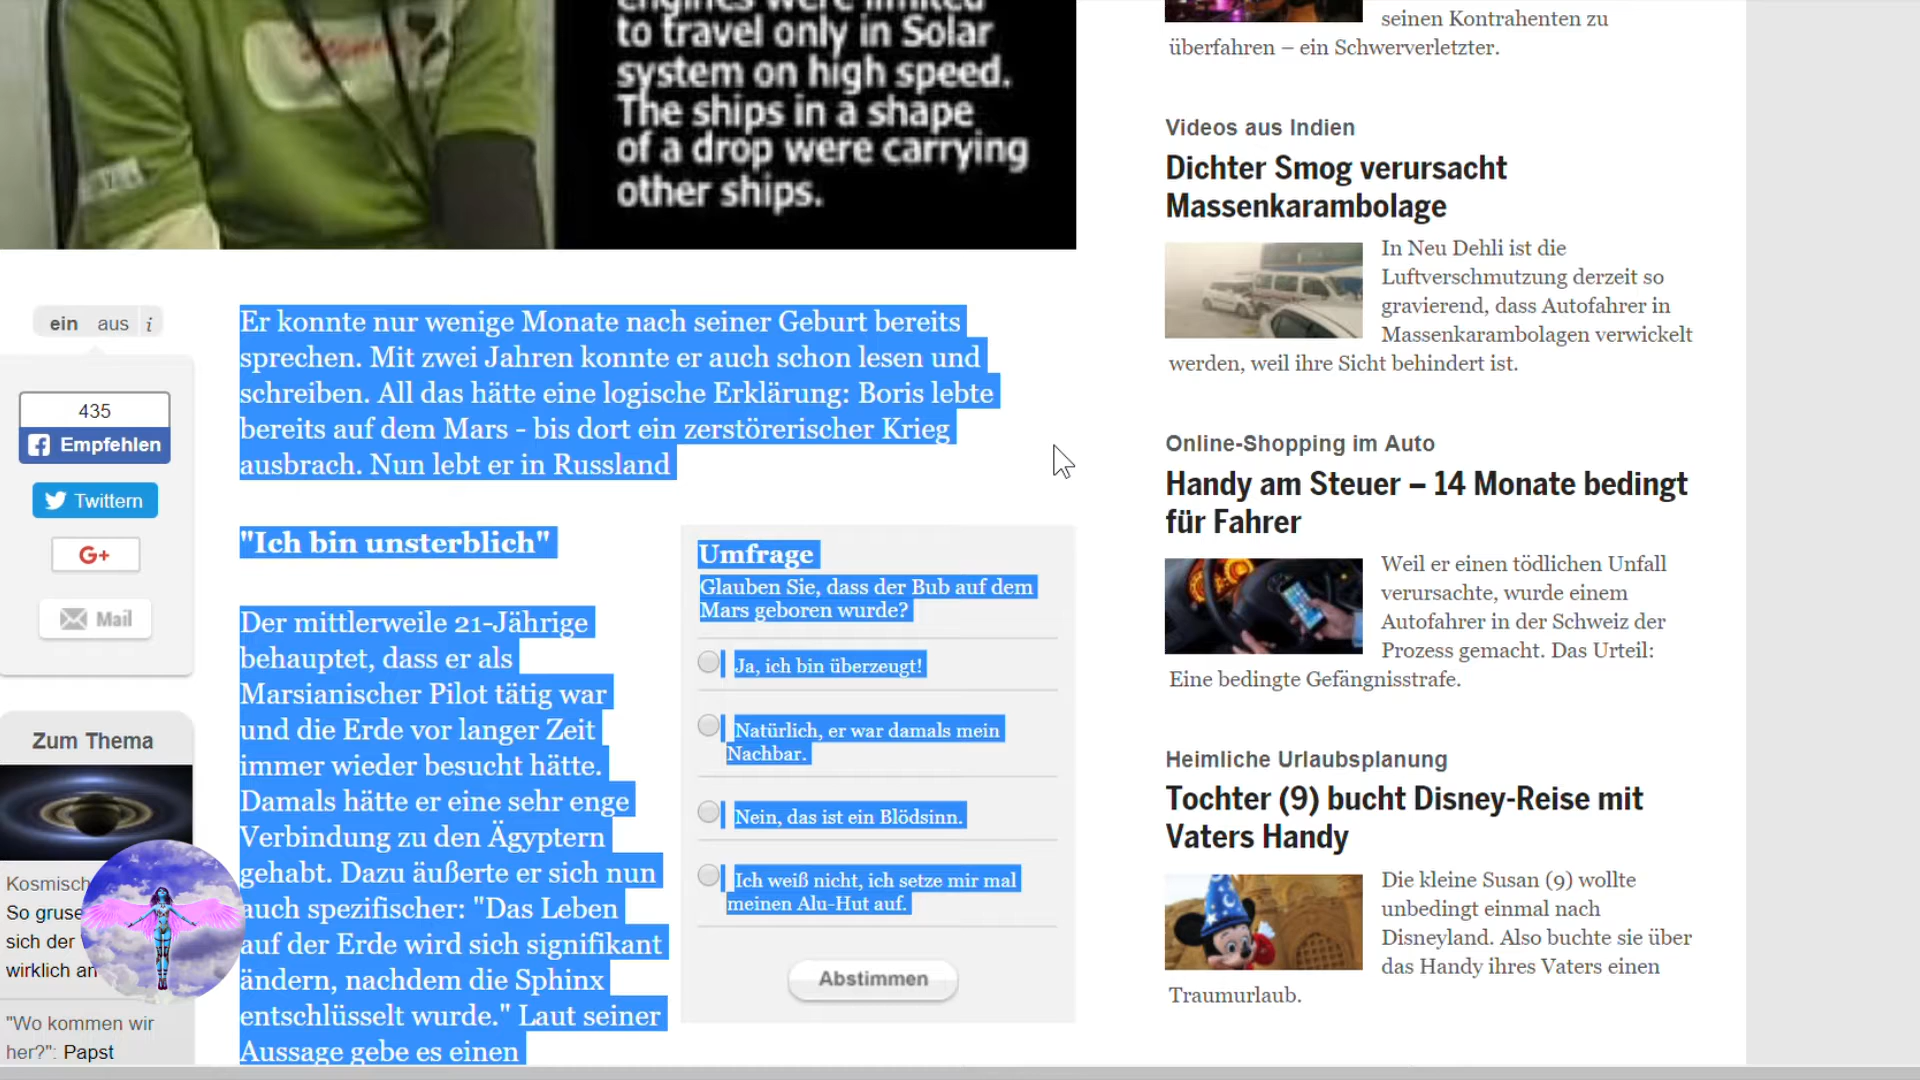 to travel only in Solar
system on high speed.
The ships in a shape
of a drop were carrying
other ships.
ein aus i
435
Empfehlen
Twittern
G+
Mail
Zum Thema
Kosmisch
So gruse
sich der
wirklich an
"Wo kommen wir
her?": Papst
Er konnte nur wenige Monate nach seiner Geburt bereits
sprechen. Mit zwei Jahren konnte er auch schon lesen und
schreiben. All das hätte eine logische Erklärung: Boris lebte
bereits auf dem Mars - bis dort ein zerstörerischer Krieg
ausbrach. Nun lebt er in Russland
"Ich bin unsterblich"
Der mittlerweile 21-Jährige
behauptet, dass er als
Marsianischer Pilot tätig war
und die Erde vor langer Zeit
immer wieder besucht hätte.
Damals hätte er eine sehr enge
Verbindung zu den Ägyptern
gehabt. Dazu äußerte er sich nun
auch spezifischer: "Das Leben
auf der Erde wird sich signifikant
ändern, nachdem die Sphinx
entschlüsselt wurde." Laut seiner
Aussage gebe es einen
Umfrage
Glauben Sie, dass der Bub auf dem
Mars geboren wurde?
Ja, ich bin überzeugt!
Natürlich, er war damals mein
Nachbar.
Nein, das ist ein Blödsinn.
Ich weiß nicht, ich setze mir mal
meinen Alu-Hut auf.
Abstimmen
seinen Kontrahenten zu
überfahren – ein Schwerverletzter.
Videos aus Indien
Dichter Smog verursacht
Massenkarambolage
In Neu Dehli ist die
Luftverschmutzung derzeit so
gravierend, dass Autofahrer in
Massenkarambolagen verwickelt
werden, weil ihre Sicht behindert ist.
Online-Shopping im Auto
Handy am Steuer – 14 Monate bedingt
für Fahrer
Weil er einen tödlichen Unfall
verursachte, wurde einem
Autofahrer in der Schweiz der
Prozess gemacht. Das Urteil:
Eine bedingte Gefängnisstrafe.
Heimliche Urlaubsplanung
Tochter (9) bucht Disney-Reise mit
Vaters Handy
Die kleine Susan (9) wollte
unbedingt einmal nach
Disneyland. Also buchte sie über
das Handy ihres Vaters einen
Traumurlaub.